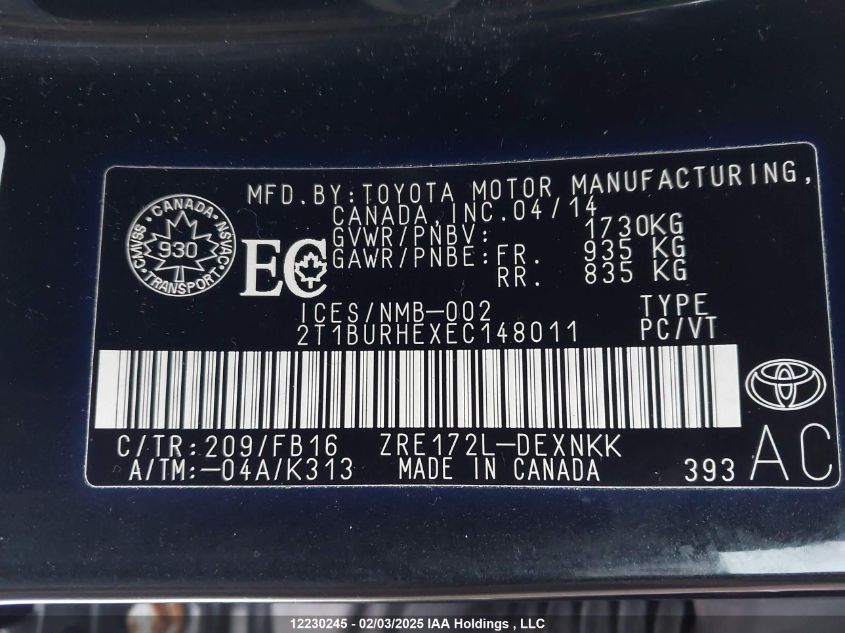 MFD.BY:TOYOTA MOTOR MANUFACTURING,
CANADA,INC.04/14
CMVSS CANADA NSVAC
930
TRANSPORT
EC
GVWR/PNBV: 1730KG
GAWR/PNBE:FR. 935 KG
RR. 835 KG
ICES/NMB-002 TYPE
2T1BURHEXEC148011 PC/VT
C/TR:209/FB16 ZRE172L-DEXNKK AC
A/TM:-04A/K313 MADE IN CANADA 393
12230245 - 02/03/2025 IAA Holdings , LLC